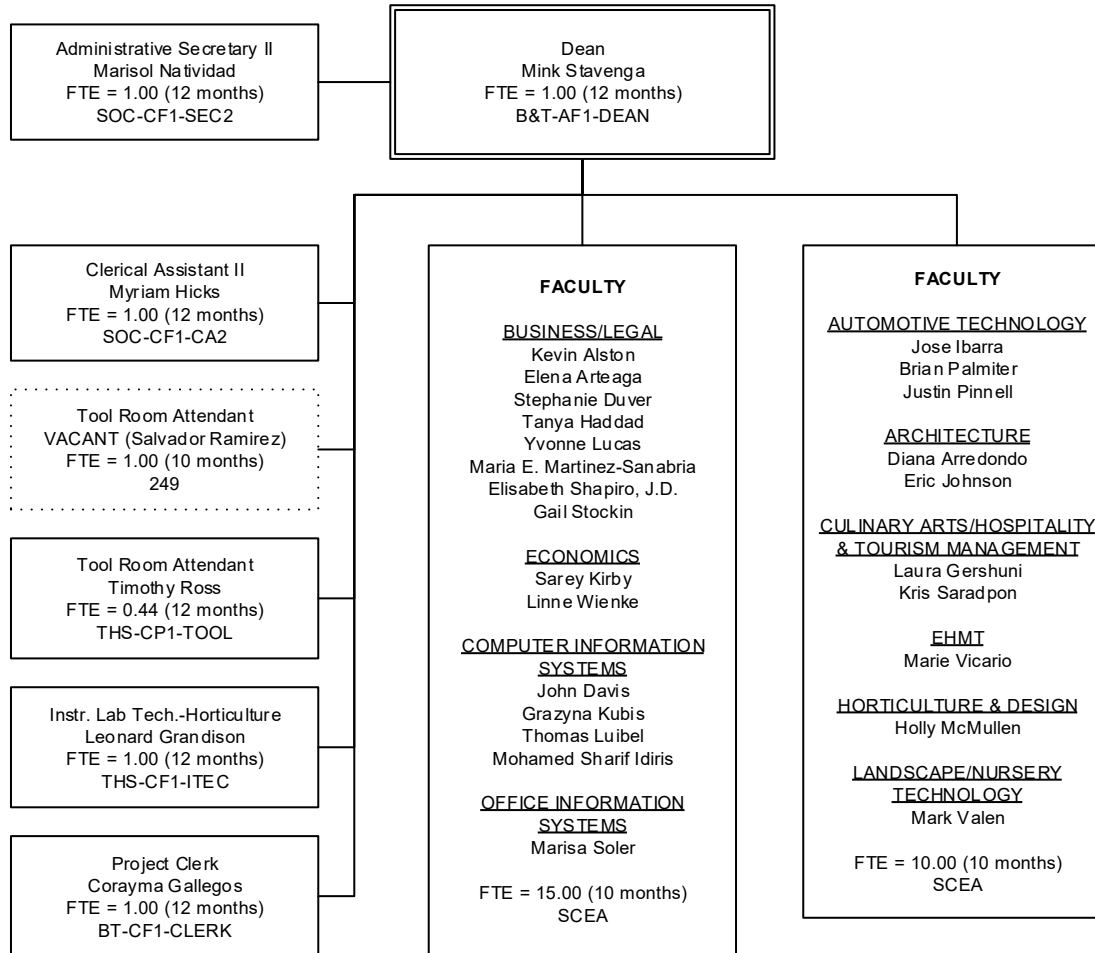 Administrative Secretary II
Marisol Natividad
FTE = 1.00 (12 months)
SOC-CF1-SEC2
Dean
Mink Stavenga
FTE = 1.00 (12 months)
B&T-AF1-DEAN
Clerical Assistant II
Myriam Hicks
FTE = 1.00 (12 months)
SOC-CF1-CA2
Tool Room Attendant
VACANT (Salvador Ramirez)
FTE = 1.00 (10 months)
249
Tool Room Attendant
Timothy Ross
FTE = 0.44 (12 months)
THS-CP1-TOOL
Instr. Lab Tech.-Horticulture
Leonard Grandison
FTE = 1.00 (12 months)
THS-CF1-ITEC
Project Clerk
Corayma Gallegos
FTE = 1.00 (12 months)
BT-CF1-CLERK
FACULTY
BUSINESS/LEGAL
Kevin Alston
Elena Arteaga
Stephanie Duver
Tanya Haddad
Yvonne Lucas
Maria E. Martinez-Sanabria
Elisabeth Shapiro, J.D.
Gail Stockin
ECONOMICS
Sarey Kirby
Linne Wienke
COMPUTER INFORMATION
SYSTEMS
John Davis
Grazyna Kubis
Thomas Luibel
Mohamed Sharif Idiris
OFFICE INFORMATION
SYSTEMS
Marisa Soler
FTE = 15.00 (10 months)
SCEA
FACULTY
AUTOMOTIVE TECHNOLOGY
Jose Ibarra
Brian Palmiter
Justin Pinnell
ARCHITECTURE
Diana Arredondo
Eric Johnson
CULINARY ARTS/HOSPITALITY
& TOURISM MANAGEMENT
Laura Gershuni
Kris Saradpon
EHMT
Marie Vicario
HORTICULTURE & DESIGN
Holly McMullen
LANDSCAPE/NURSERY
TECHNOLOGY
Mark Valen
FTE = 10.00 (10 months)
SCEA